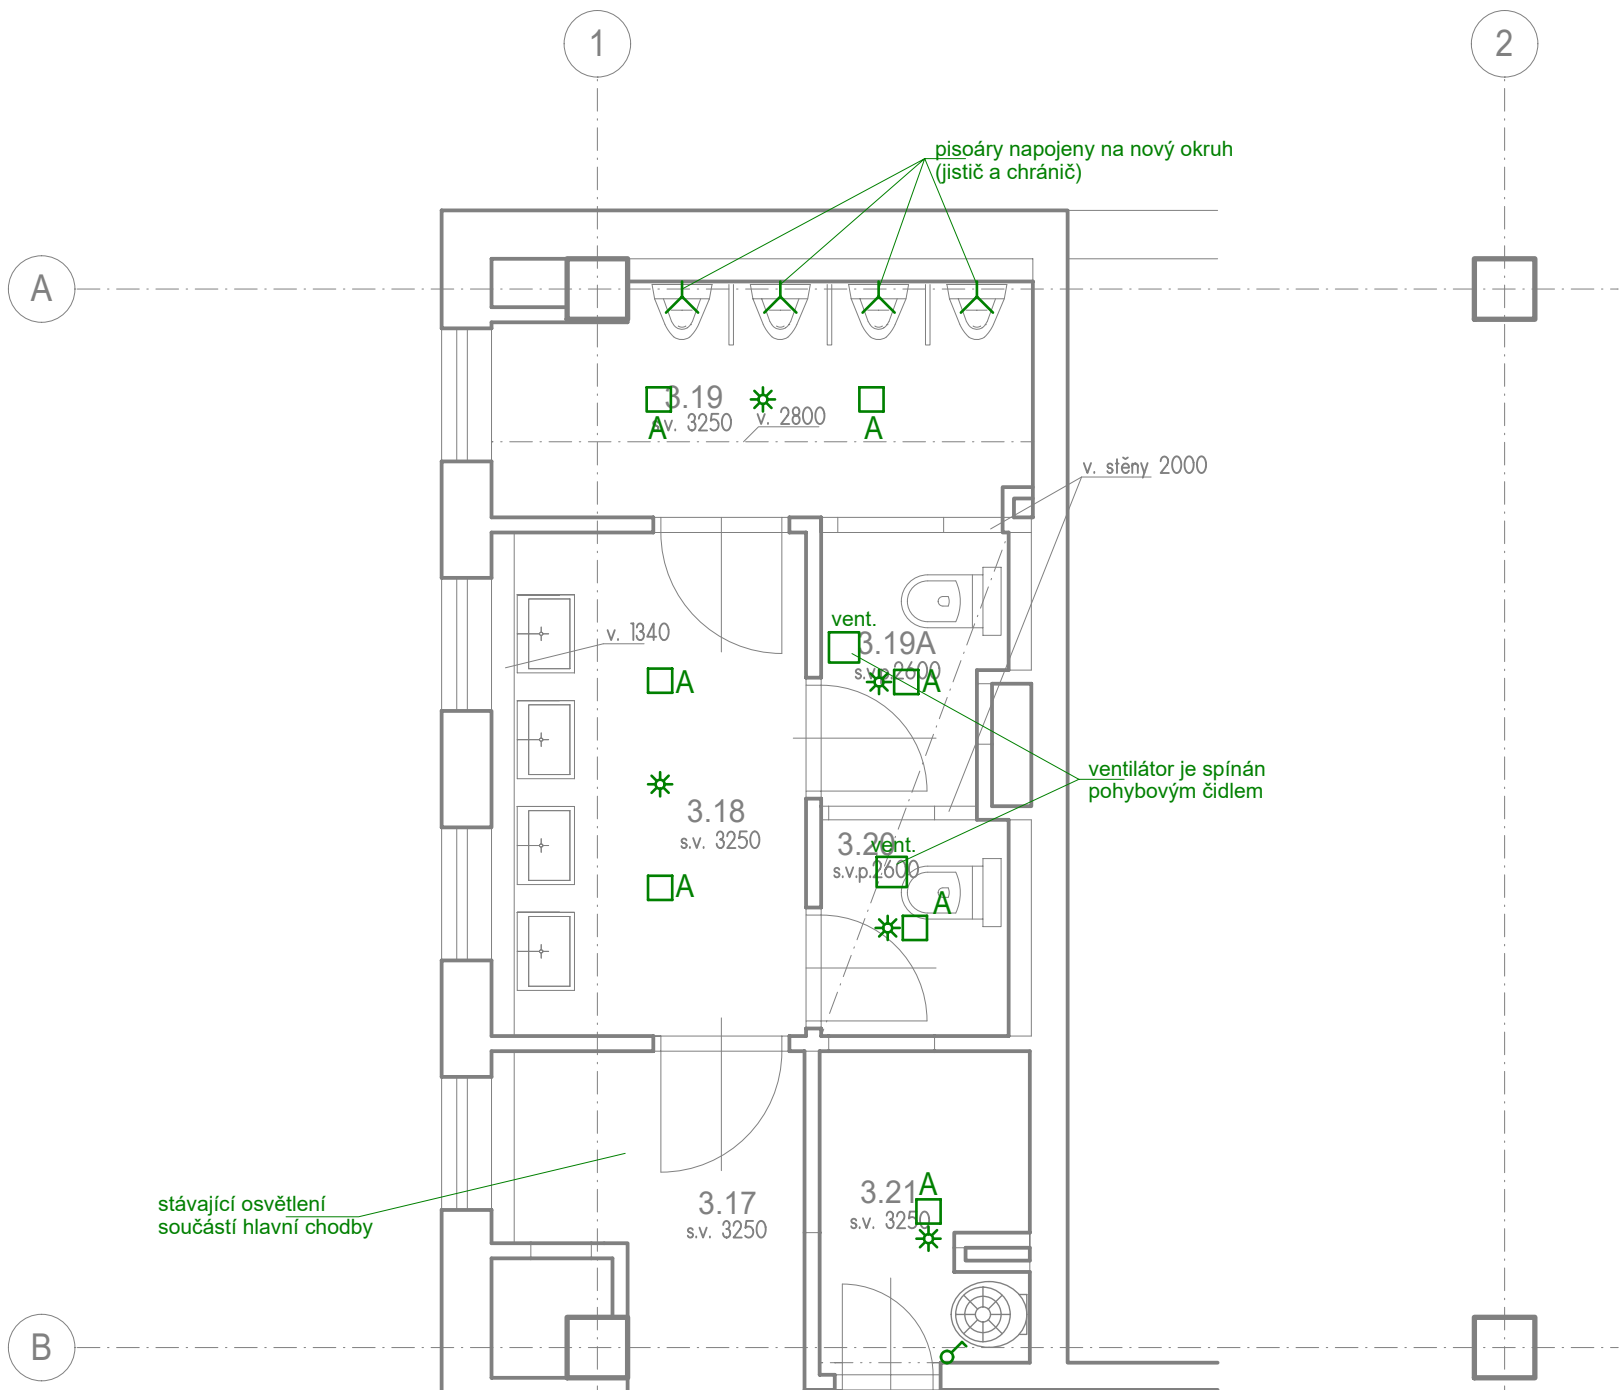 1
2
pisoáry napojeny na nový okruh
(jistič a chránič)
A
3.19
s.v. 3250
v. 2800
A
A
v. stěny 2000
vent.
v. 1340
3.19A
s.v.p.2600
A
A
ventilátor je spínán
pohybovým čidlem
3.18
s.v. 3250
3.20
vent.
s.v.p.2600
A
A
stávající osvětlení
součástí hlavní chodby
3.17
s.v. 3250
A
3.21
s.v. 3250
B